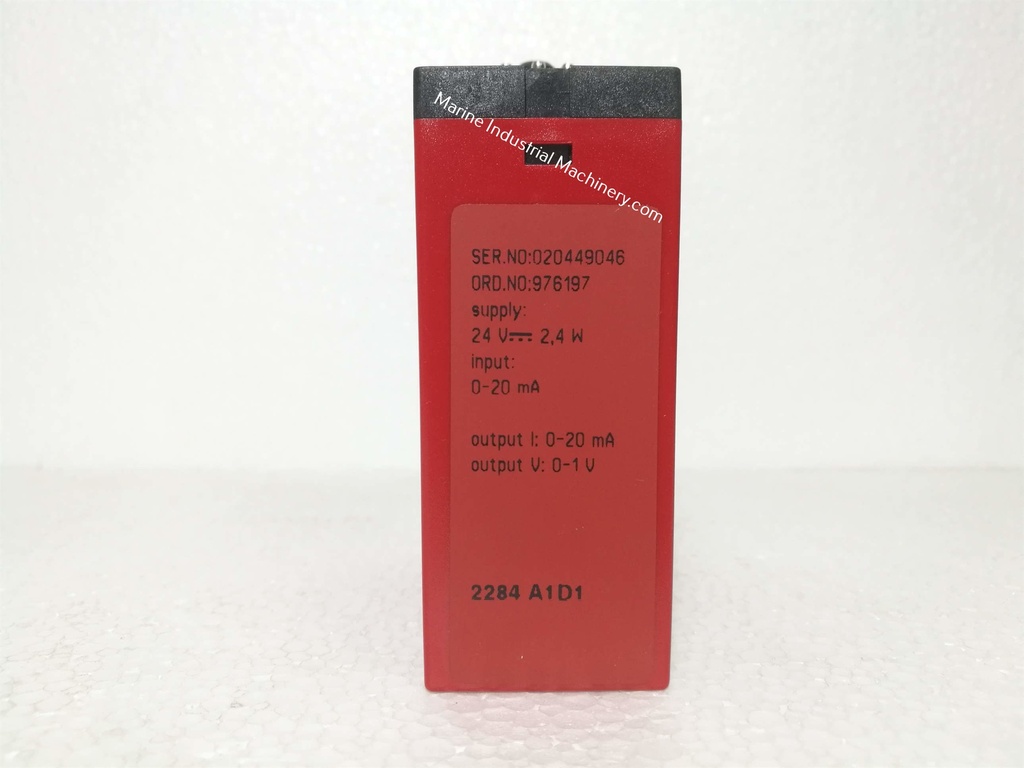 Marine Industrial Machinery.com
SER.NO:020449046
ORD.NO:976197
supply:
24 V⎓ 2,4 W
input:
0-20 mA
output I: 0-20 mA
output V: 0-1 V
2284 A1D1